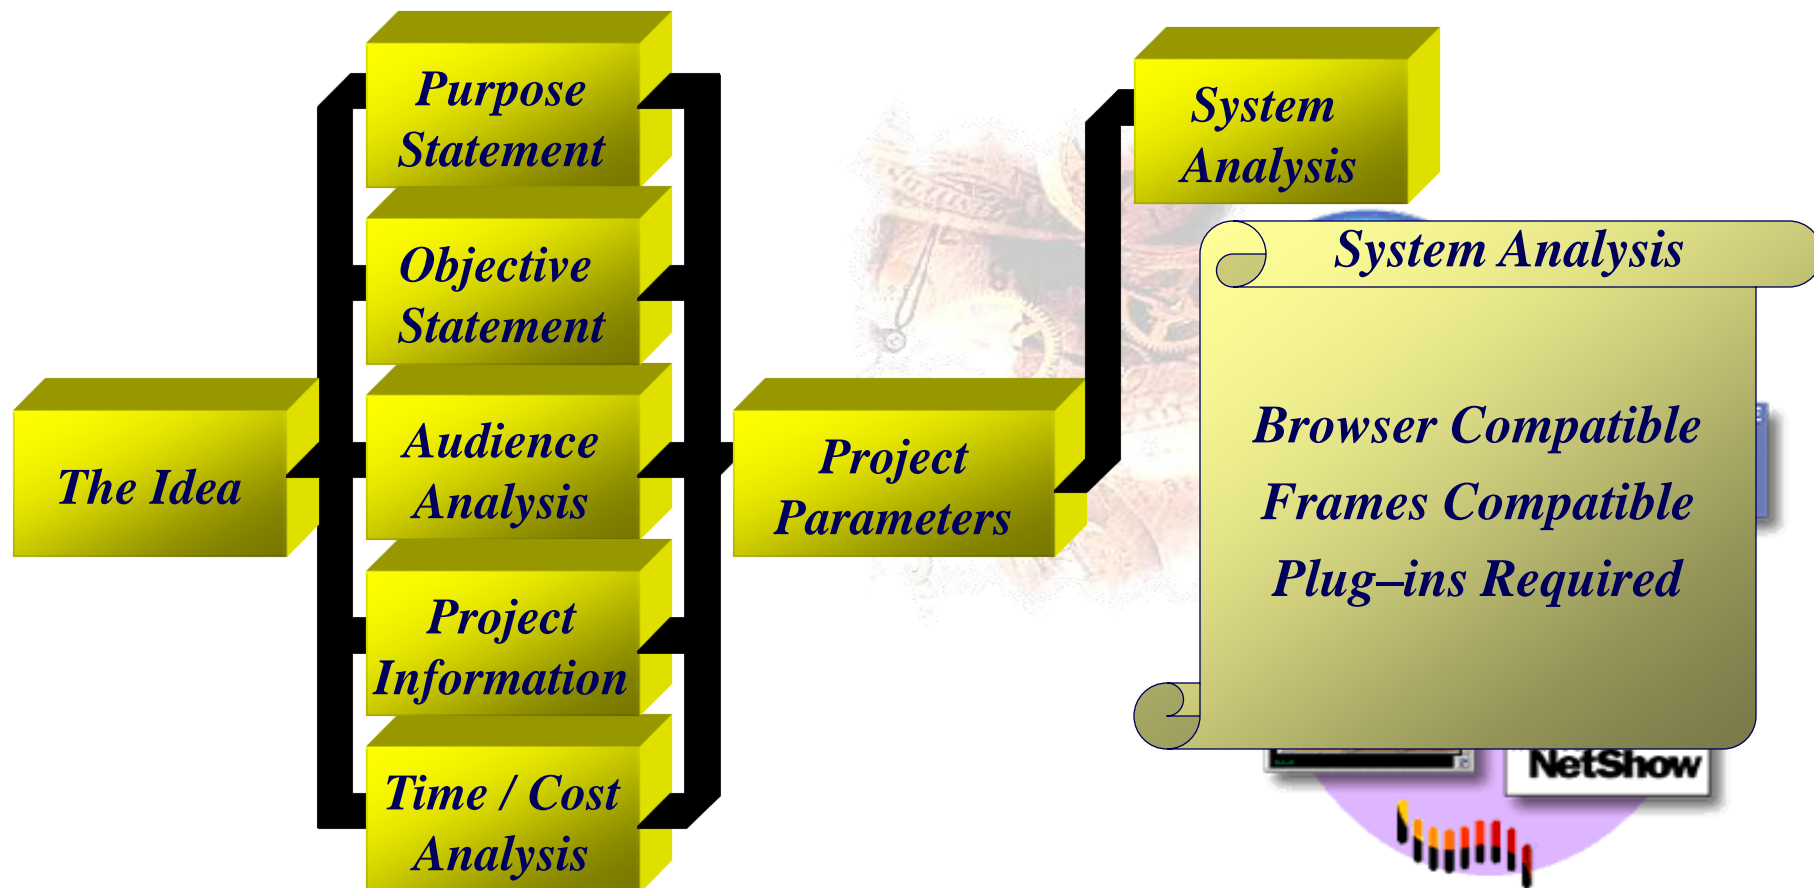 The Idea
Purpose
Statement
Objective
Statement
Audience
Analysis
Project
Information
Time / Cost
Analysis
Project
Parameters
System
Analysis
System Analysis
Browser Compatible
Frames Compatible
Plug–ins Required
NetShow